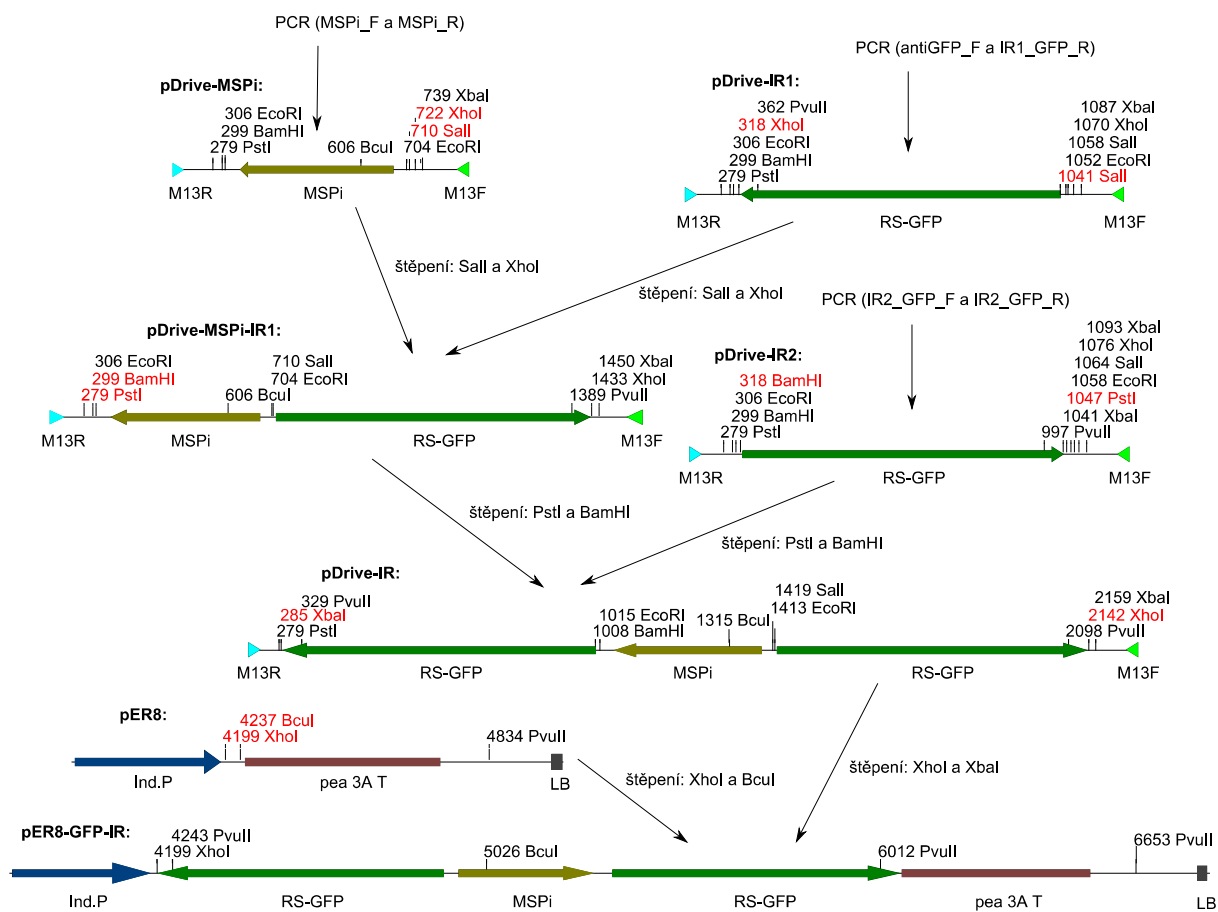 PCR (MSPi_F a MSPi_R)
pDrive-MSPi:
739 XbaI
722 XhoI
710 SalI
704 EcoRI
306 EcoRI
299 BamHI
279 PstI
606 BcuI
M13R
MSPi
M13F
PCR (antiGFP_F a IR1_GFP_R)
pDrive-IR1:
362 PvuII
318 XhoI
306 EcoRI
299 BamHI
279 PstI
1087 XbaI
1070 XhoI
1058 SalI
1052 EcoRI
1041 SalI
M13R
RS-GFP
M13F
štěpení: SalI a XhoI
štěpení: SalI a XhoI
PCR (IR2_GFP_F a IR2_GFP_R)
pDrive-MSPi-IR1:
306 EcoRI
299 BamHI
279 PstI
710 SalI
704 EcoRI
606 BcuI
1450 XbaI
1433 XhoI
1389 PvuII
M13R
MSPi
RS-GFP
M13F
pDrive-IR2:
318 BamHI
306 EcoRI
299 BamHI
279 PstI
1093 XbaI
1076 XhoI
1064 SalI
1058 EcoRI
1047 PstI
1041 XbaI
997 PvuII
M13R
RS-GFP
M13F
štěpení: PstI a BamHI
štěpení: PstI a BamHI
pDrive-IR:
329 PvuII
285 XbaI
279 PstI
1015 EcoRI
1008 BamHI
1315 BcuI
1419 SalI
1413 EcoRI
2159 XbaI
2142 XhoI
2098 PvuII
M13R
RS-GFP
MSPi
RS-GFP
M13F
pER8:
4237 BcuI
4199 XhoI
4834 PvuII
Ind.P
pea 3A T
LB
štěpení: XhoI a BcuI
štěpení: XhoI a XbaI
pER8-GFP-IR:
4243 PvuII
4199 XhoI
5026 BcuI
6012 PvuII
6653 PvuII
Ind.P
RS-GFP
MSPi
RS-GFP
pea 3A T
LB